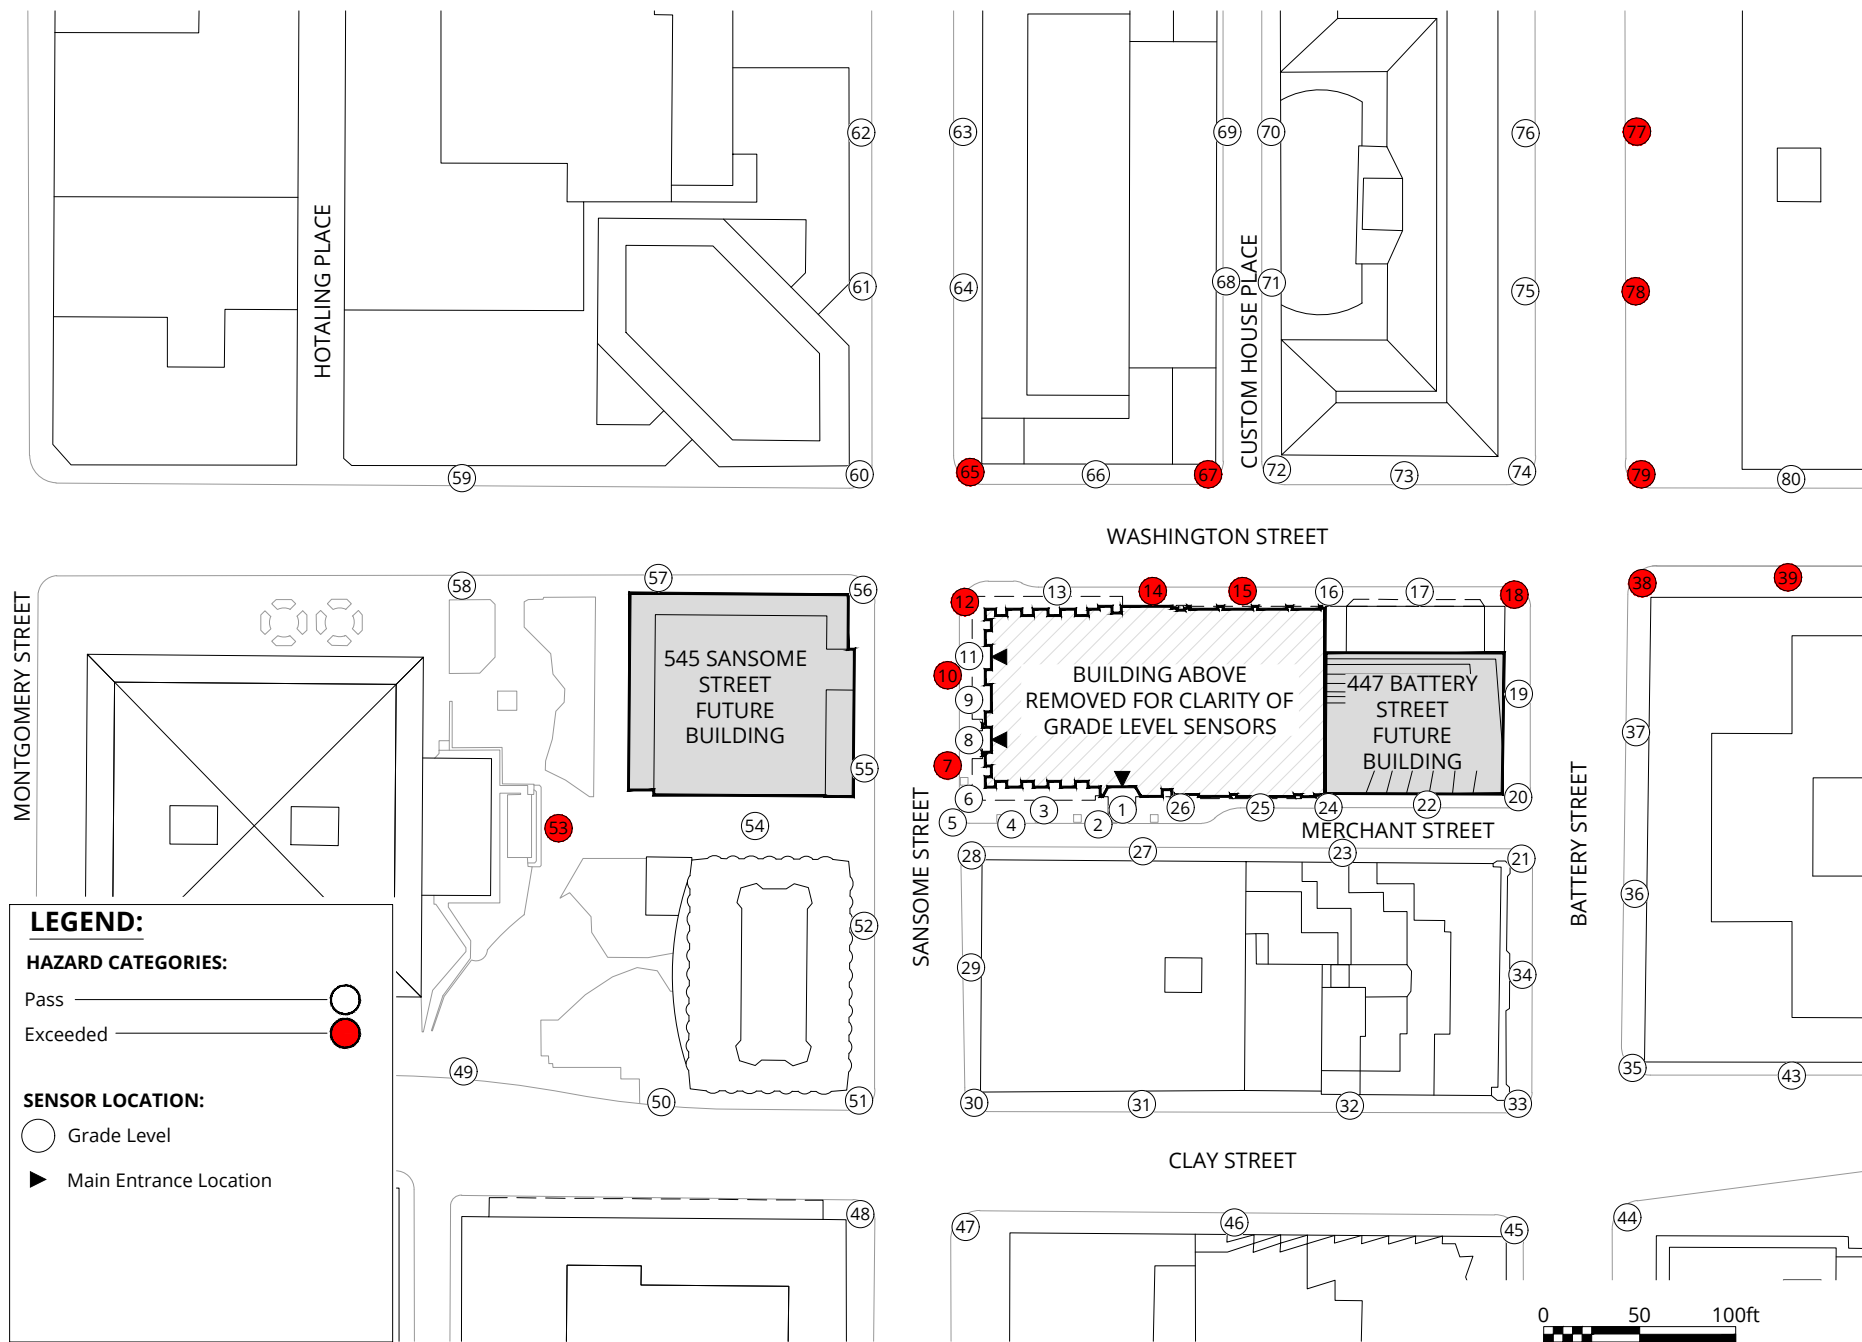 62
63
69
70
76
77
HOTALING PLACE
CUSTOM HOUSE PLACE
61
64
68
71
75
78
59
60
65
66
67
72
73
74
79
80
WASHINGTON STREET
MONTGOMERY STREET
58
57
56
12
13
14
15
16
17
18
38
39
545 SANSOME
STREET
FUTURE
BUILDING
11
10
9
8
7
6
5
4
3
2
1
26
25
24
22
20
19
37
BUILDING ABOVE
REMOVED FOR CLARITY OF
GRADE LEVEL SENSORS
447 BATTERY
STREET
FUTURE
BUILDING
55
54
53
SANSOME STREET
MERCHANT STREET
BATTERY STREET
28
27
23
21
36
52
29
34
LEGEND:
HAZARD CATEGORIES:
Pass
Exceeded
SENSOR LOCATION:
Grade Level
Main Entrance Location
49
50
51
30
31
32
33
35
43
CLAY STREET
48
47
46
45
44
0 50 100ft